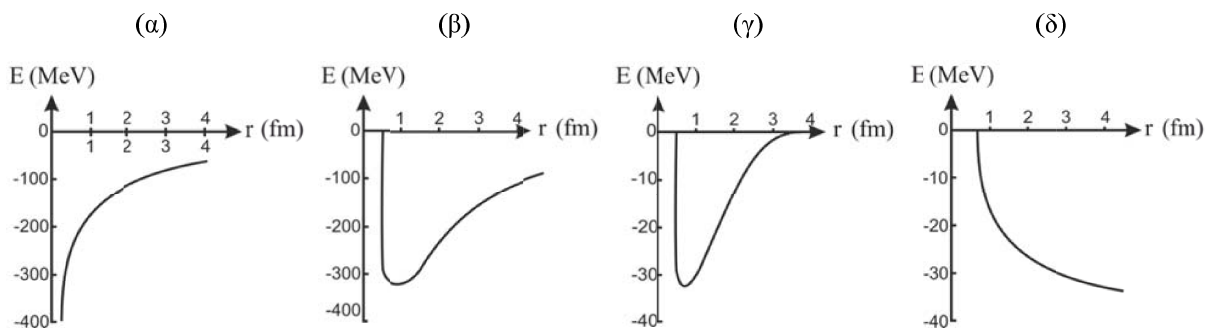 (α) (β) (γ) (δ)
E (MeV) E (MeV) E (MeV) E (MeV)
1 2 3 4 1 2 3 4 1 2 3 4 1 2 3 4
0 r (fm) 0 r (fm) 0 r (fm) 0 r (fm)
1 2 3 4
-100 -100 -10 -10
-200 -200 -20 -20
-300 -300 -30 -30
-400 -400 -40 -40